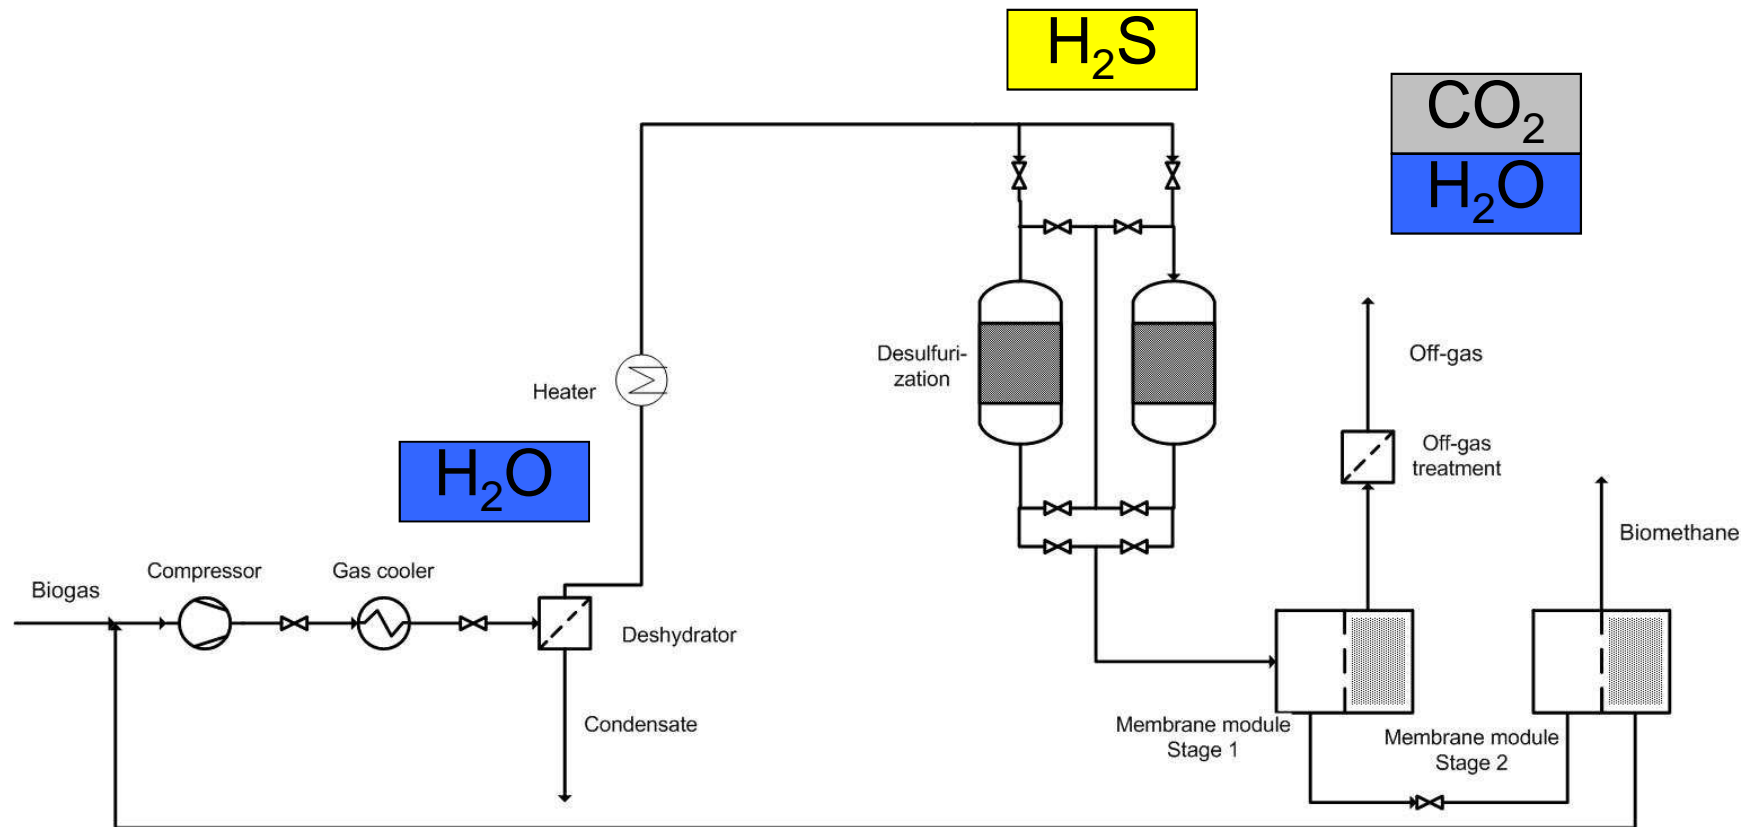 H₂S
CO₂
H₂O
Desulfuri-
zation
Off-gas
Heater
Off-gas
treatment
H₂O
Biomethane
Compressor
Gas cooler
Biogas
Deshydrator
Condensate
Membrane module
Stage 1
Membrane module
Stage 2